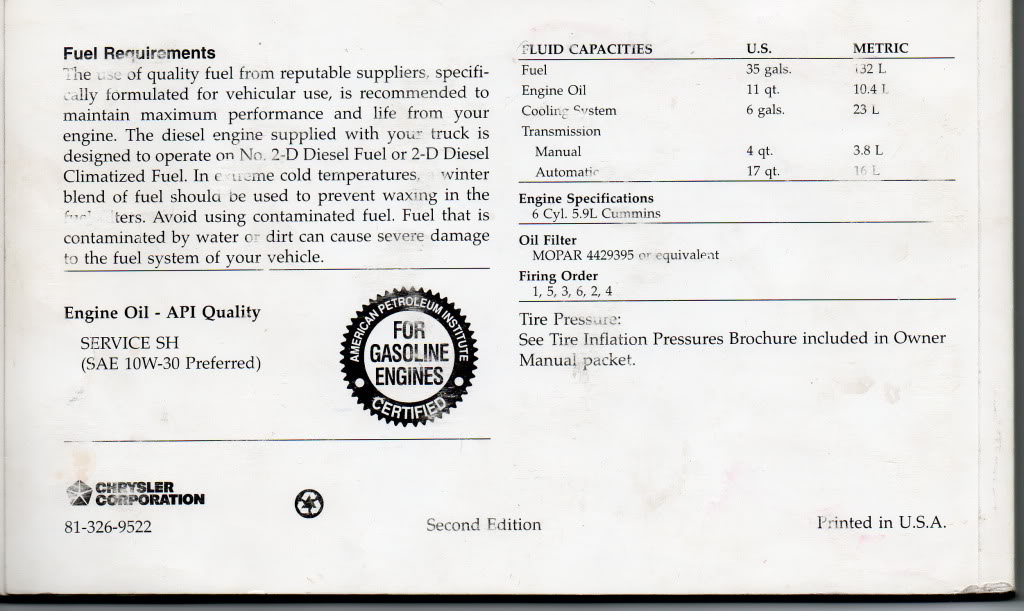 Fuel Requirements
The use of quality fuel from reputable suppliers, specifi-
cally formulated for vehicular use, is recommended to
maintain maximum performance and life from your
engine. The diesel engine supplied with your truck is
designed to operate on No. 2-D Diesel Fuel or 2-D Diesel
Climatized Fuel. In extreme cold temperatures, winter
blend of fuel should be used to prevent waxing in the
Avoid using contaminated fuel. Fuel that is
contaminated by water or dirt can cause severe damage
to the fuel system of your vehicle.
Engine Oil - API Quality
SERVICE SH
(SAE 10W-30 Preferred)
AMERICAN PETROLEUM INSTITUTE
FOR
GASOLINE
ENGINES
CERTIFIED
FLUID CAPACITIES U.S. METRIC
Fuel 35 gals. 132 L
Engine Oil 11 qt. 10.4 L
Cooling System 6 gals. 23 L
Transmission
Manual 4 qt. 3.8 L
Automatic 17 qt. 16 L
Engine Specifications
6 Cyl. 5.9L Cummins
Oil Filter
MOPAR 4429395 or equivalent
Firing Order
1, 5, 3, 6, 2, 4
Tire Pressure:
See Tire Inflation Pressures Brochure included in Owner
Manual packet.
CHRYSLER
CORPORATION
81-326-9522
Second Edition
Printed in U.S.A.